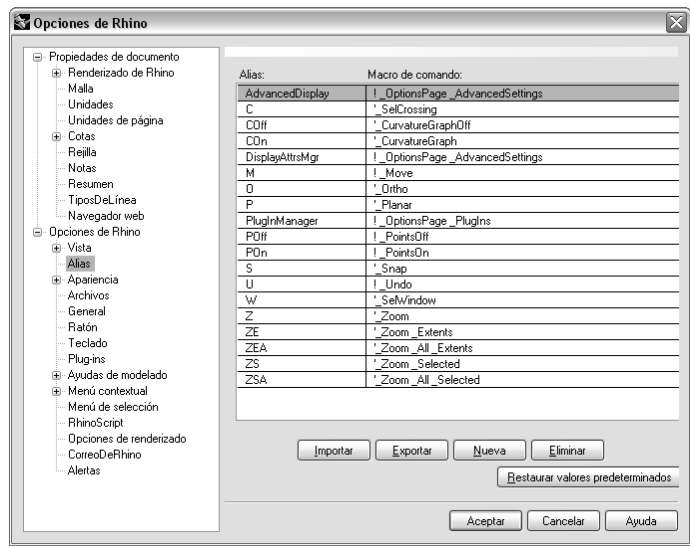 Opciones de Rhino
Propiedades de documento
Renderizado de Rhino
Malla
Unidades
Unidades de página
Cotas
Rejilla
Notas
Resumen
TiposDeLínea
Navegador web
Opciones de Rhino
Vista
Alias
Apariencia
Archivos
General
Ratón
Teclado
Plug-ins
Ayudas de modelado
Menú contextual
Menú de selección
RhinoScript
Opciones de renderizado
CorreoDeRhino
Alertas
Alias: Macro de comando:
AdvancedDisplay ! _OptionsPage _AdvancedSettings
C '_SelCrossing
COff '_CurvatureGraphOff
COn '_CurvatureGraph
DisplayAttrsMgr ! _OptionsPage _AdvancedSettings
M ! _Move
O '_Ortho
P '_Planar
PlugInManager ! _OptionsPage _PlugIns
POff ! _PointsOff
POn ! _PointsOn
S '_Snap
U ! _Undo
W '_SelWindow
Z '_Zoom
ZE '_Zoom _Extents
ZEA '_Zoom _All _Extents
ZS '_Zoom _Selected
ZSA '_Zoom _All _Selected
Importar Exportar Nueva Eliminar
Restaurar valores predeterminados
Aceptar Cancelar Ayuda